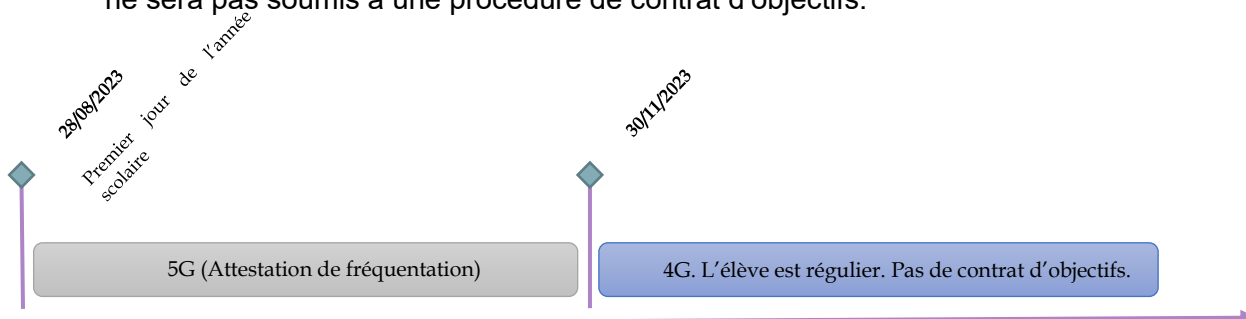 ne sera pas soumis à une procédure de contrat d'objectifs.
28/08/2023
Premier jour de l'année
scolaire
30/11/2023
5G (Attestation de fréquentation)
4G. L'élève est régulier. Pas de contrat d'objectifs.